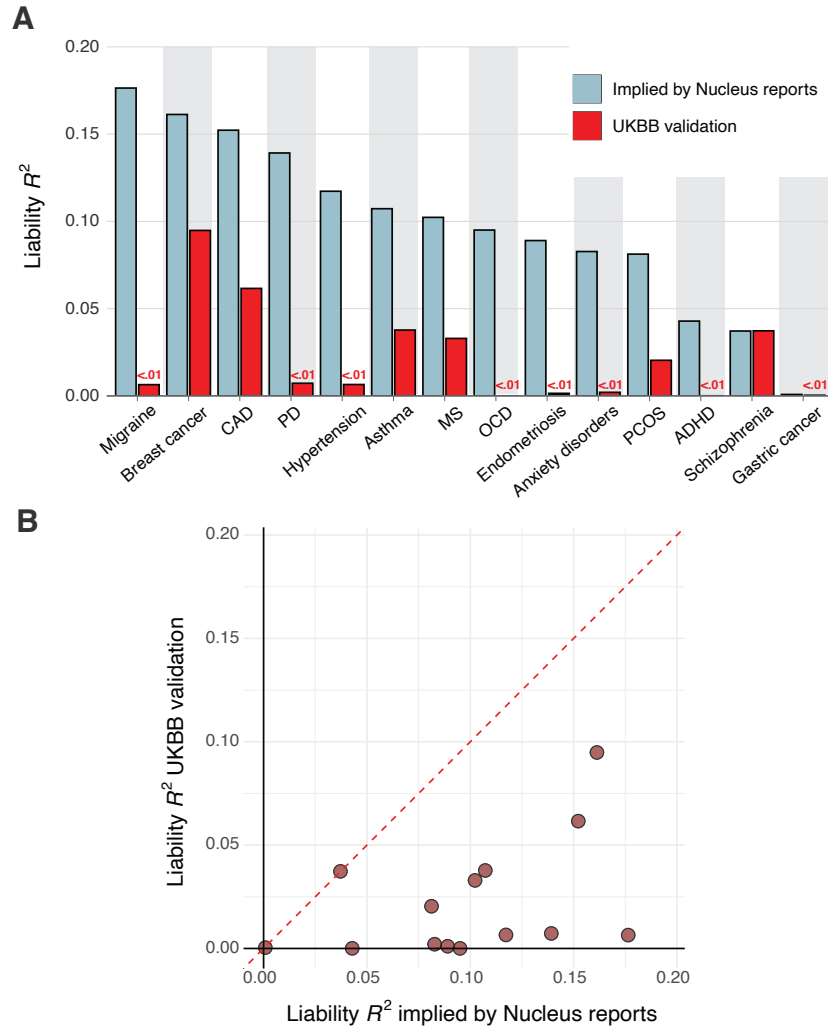 A
0.20
0.15
0.10
0.05
0.00
Liability R²
Implied by Nucleus reports
UKBB validation
<.01
<.01
<.01
<.01
<.01
<.01
<.01
<.01
Migraine
Breast cancer
CAD
PD
Hypertension
Asthma
MS
OCD
Endometriosis
Anxiety disorders
PCOS
ADHD
Schizophrenia
Gastric cancer
B
0.20
0.15
0.10
0.05
0.00
Liability R² UKBB validation
0.00
0.05
0.10
0.15
0.20
Liability R² implied by Nucleus reports